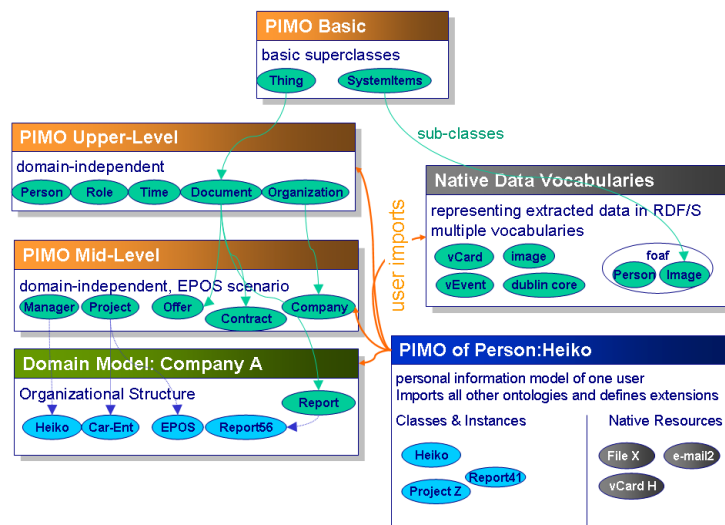 PIMO Basic
basic superclasses
Thing
SystemItems
sub-classes
PIMO Upper-Level
domain-independent
Person
Role
Time
Document
Organization
Native Data Vocabularies
representing extracted data in RDF/S
multiple vocabularies
vCard
image
vEvent
dublin core
foaf
Person
Image
user imports
PIMO Mid-Level
domain-independent, EPOS scenario
Manager
Project
Offer
Contract
Company
Domain Model: Company A
Organizational Structure
Report
Heiko
Car-Ent
EPOS
Report56
PIMO of Person:Heiko
personal information model of one user
Imports all other ontologies and defines extensions
Classes & Instances
Heiko
Project Z
Report41
Native Resources
File X
e-mail2
vCard H